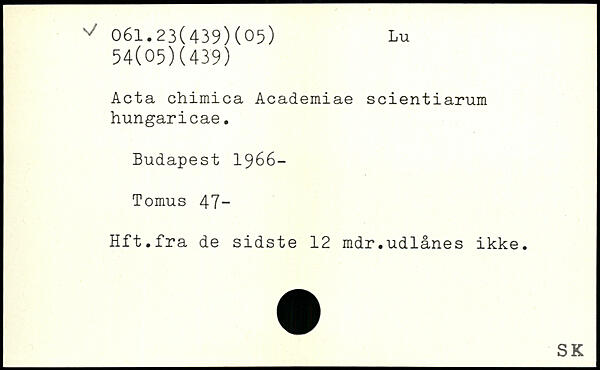 ✓ 061.23(439)(05) Lu
54(05)(439)
Acta chimica Academiae scientiarum
hungaricae.
Budapest 1966-
Tomus 47-
Hft.fra de sidste 12 mdr.udlånes ikke.
SK